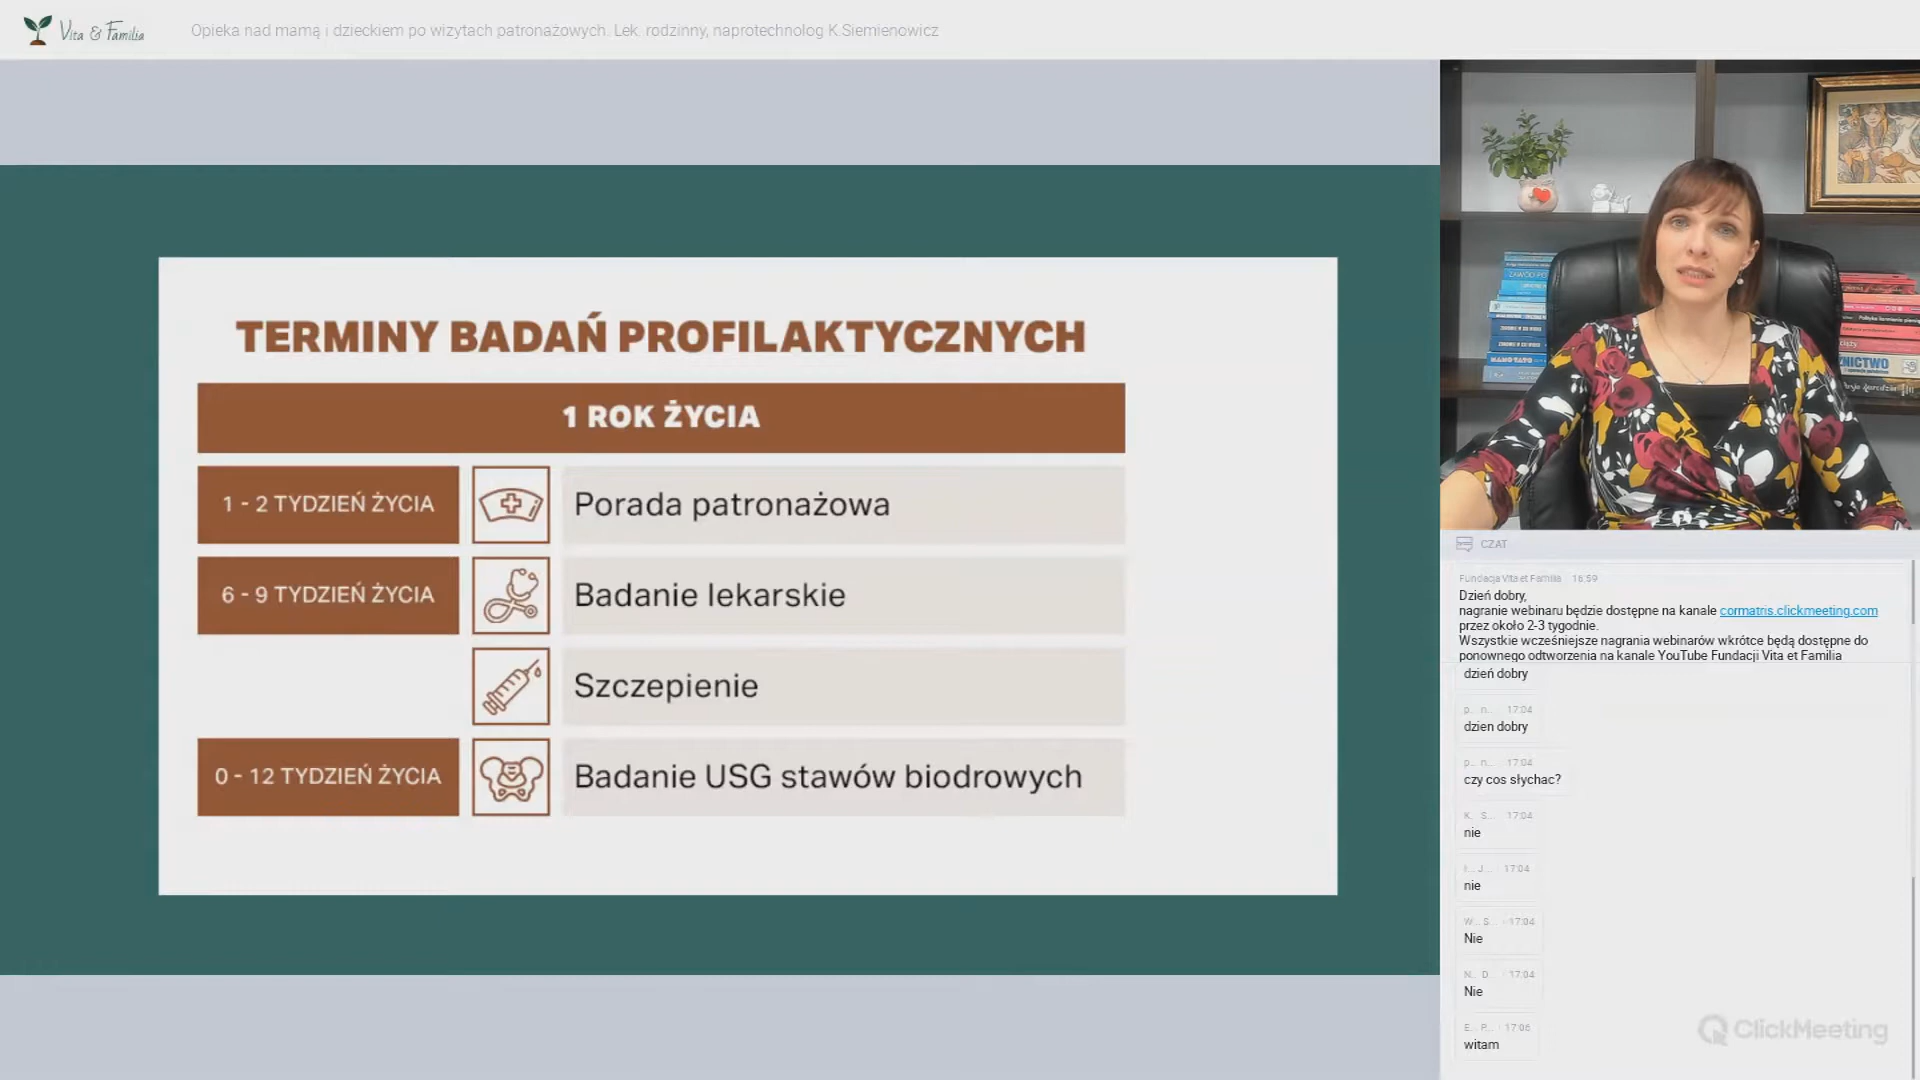 Vita & Familia
Opieka nad mamą i dzieckiem po wizytach patronażowych. Lek. rodzinny, naprotechnolog K.Siemienowicz
TERMINY BADAŃ PROFILAKTYCZNYCH
1 ROK ŻYCIA
1 - 2 TYDZIEŃ ŻYCIA
Porada patronażowa
6 - 9 TYDZIEŃ ŻYCIA
Badanie lekarskie
Szczepienie
0 - 12 TYDZIEŃ ŻYCIA
Badanie USG stawów biodrowych
CZAT
Fundacja Vita et Familia 16:59
Dzień dobry,
nagranie webinaru będzie dostępne na kanale cormatris.clickmeeting.com
przez około 2-3 tygodnie.
Wszystkie wcześniejsze nagrania webinarów wkrótce będą dostępne do
ponownego odtworzenia na kanale YouTube Fundacji Vita et Familia
dzień dobry
p... n... 17:04
dzien dobry
p... n... 17:04
czy cos słychac?
K... S... 17:04
nie
J... 17:04
nie
W... S... 17:04
Nie
N... D... 17:04
Nie
E... P... 17:06
witam
ClickMeeting